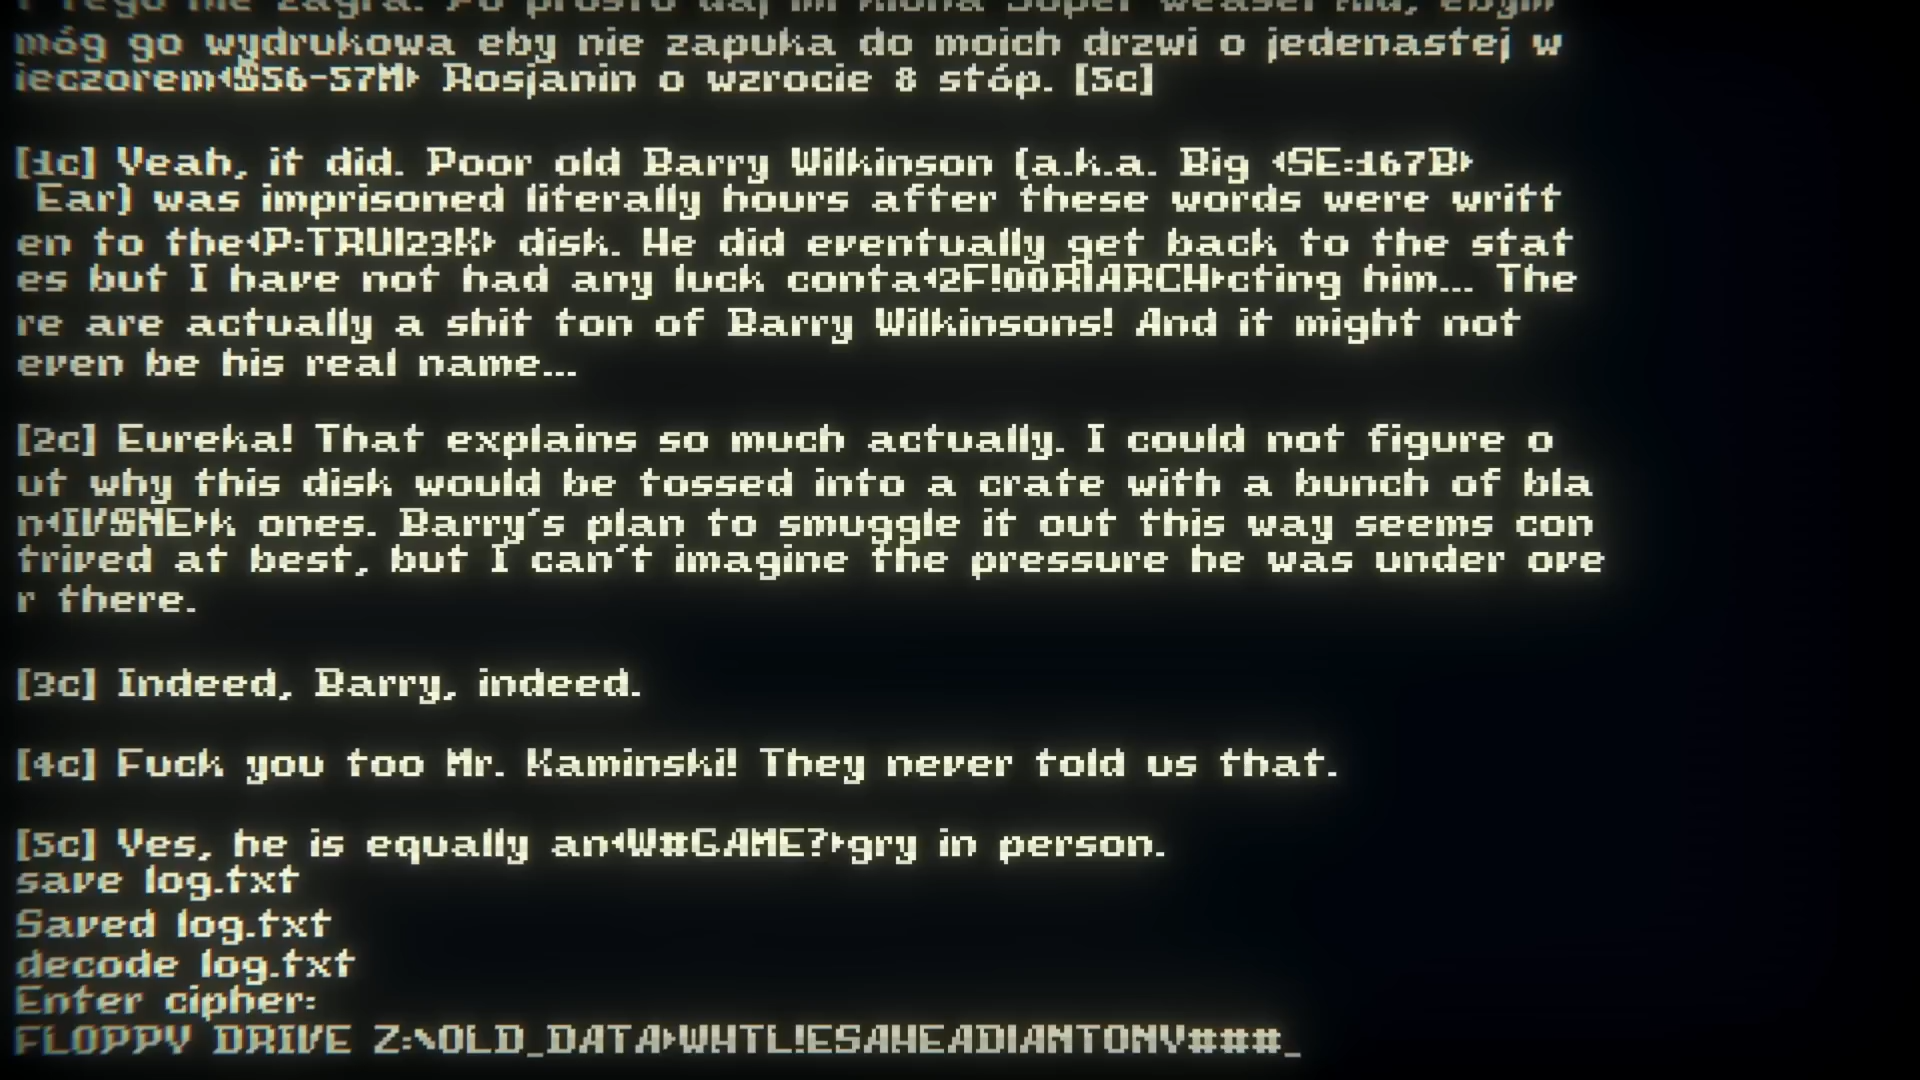 móg go wydrukowa eby nie zapuka do moich drzwi o jedenastej w
ieczorem◂$56-57M▸ Rosjanin o wzrocie 8 stóp. [5c]
[1c] Yeah, it did. Poor old Barry Wilkinson (a.k.a. Big ◂SE:167B▸
Ear) was imprisoned literally hours after these words were writt
en to the◂P:TRUI23K▸ disk. He did eventually get back to the stat
es but I have not had any luck conta◂2F!00RIARCH▸cting him... The
re are actually a shit ton of Barry Wilkinsons! And it might not
even be his real name...
[2c] Eureka! That explains so much actually. I could not figure o
ut why this disk would be tossed into a crate with a bunch of bla
n◂IV$NE▸k ones. Barry's plan to smuggle it out this way seems con
trived at best, but I can't imagine the pressure he was under ove
r there.
[3c] Indeed, Barry, indeed.
[4c] Fuck you too Mr. Kaminski! They never told us that.
[5c] Yes, he is equally an◂W#GAME?▸gry in person.
save log.txt
Saved log.txt
decode log.txt
Enter cipher:
FLOPPY DRIVE Z:\OLD_DATA▸WHTL!ESAHEADIANTONY###_